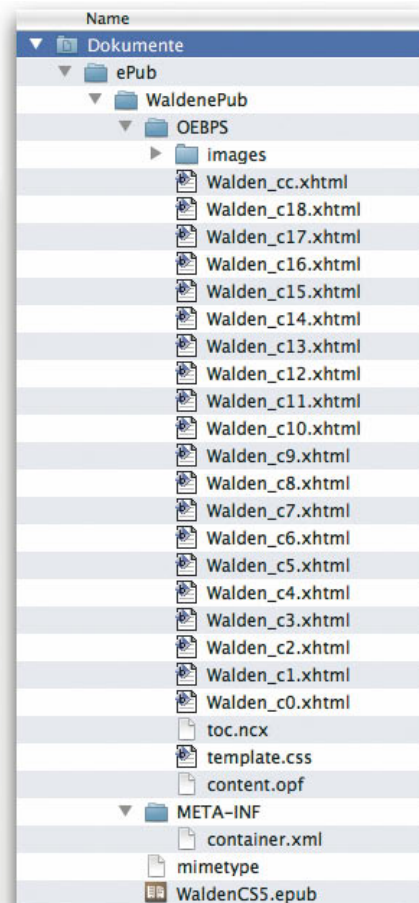 Name
Dokumente
ePub
WaldenePub
OEBPS
images
Walden_cc.xhtml
Walden_c18.xhtml
Walden_c17.xhtml
Walden_c16.xhtml
Walden_c15.xhtml
Walden_c14.xhtml
Walden_c13.xhtml
Walden_c12.xhtml
Walden_c11.xhtml
Walden_c10.xhtml
Walden_c9.xhtml
Walden_c8.xhtml
Walden_c7.xhtml
Walden_c6.xhtml
Walden_c5.xhtml
Walden_c4.xhtml
Walden_c3.xhtml
Walden_c2.xhtml
Walden_c1.xhtml
Walden_c0.xhtml
toc.ncx
template.css
content.opf
META-INF
container.xml
mimetype
WaldenCS5.epub